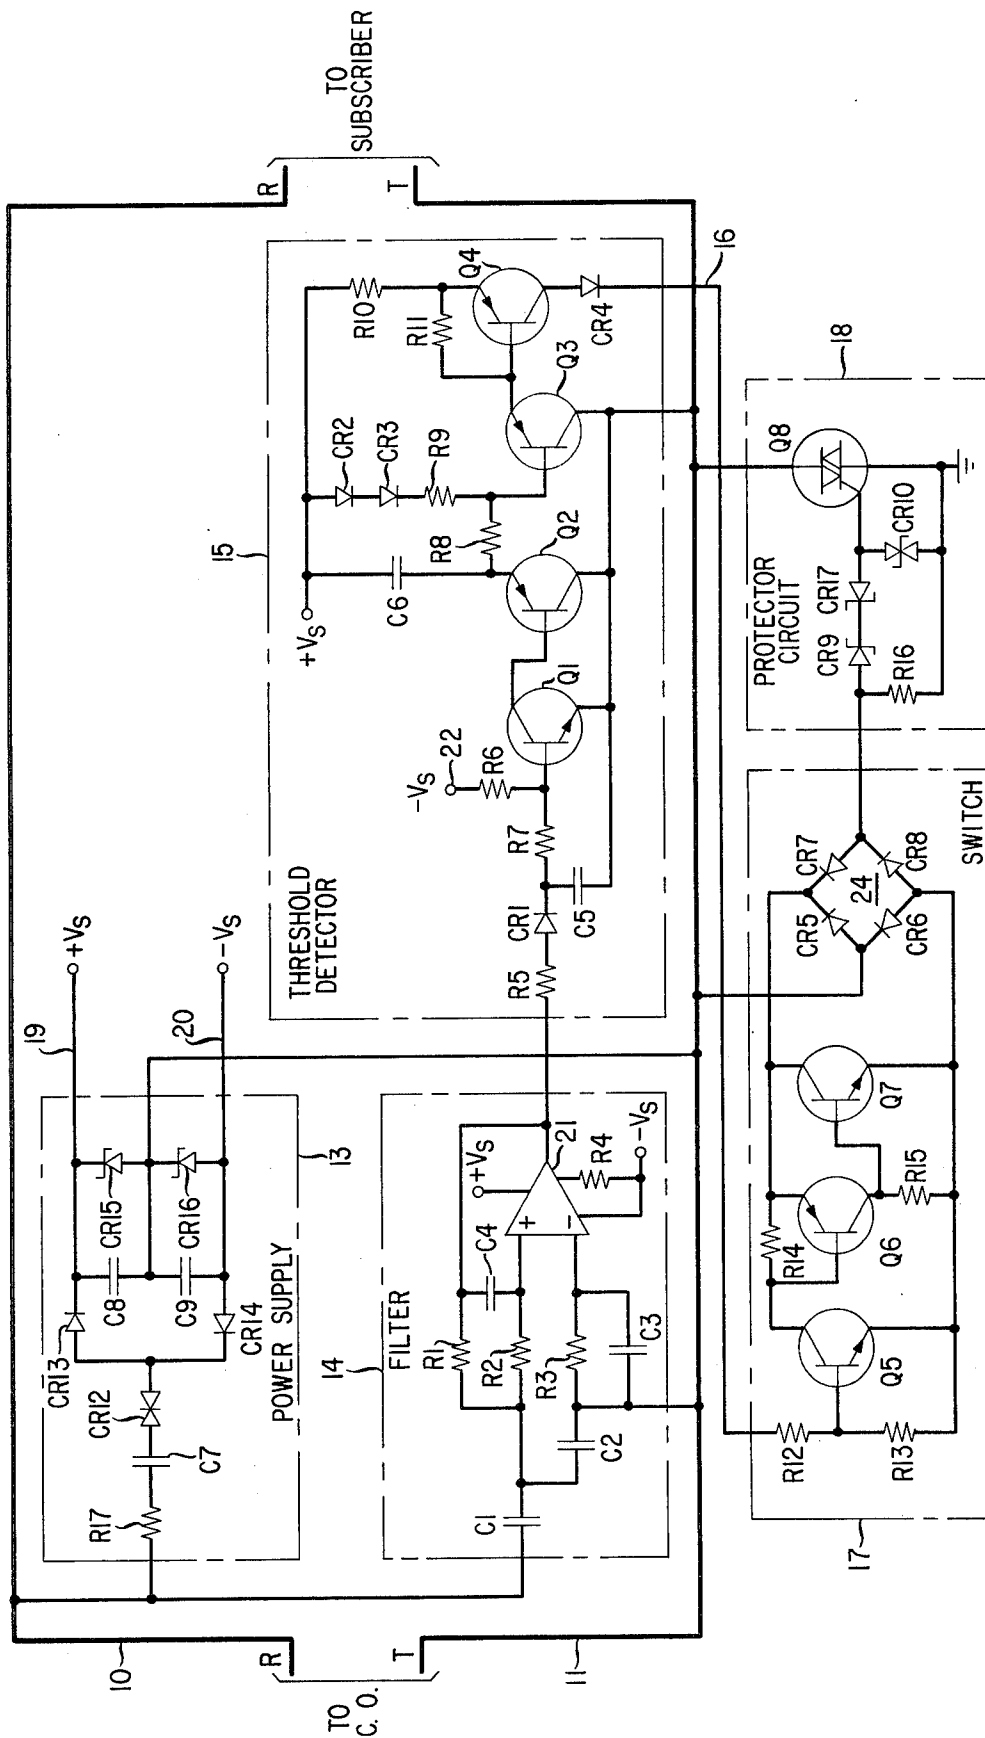 10
R
TO
C. O.
T
11
R17
C7
CR12
CR13
CR14
C8
C9
CR15
CR16
POWER SUPPLY
13
19
+VS
20
-VS
14
FILTER
C1
C2
R1
R2
R3
C3
C4
+
-
+VS
21
R4
-VS
THRESHOLD
DETECTOR
15
R5
CR1
C5
R7
-VS
22
R6
Q1
+VS
C6
Q2
R8
CR2
CR3
R9
Q3
R10
R11
Q4
CR4
R
T
TO
SUBSCRIBER
16
17
R12
R13
Q5
R14
Q6
R15
Q7
CR5
CR7
24
CR6
CR8
SWITCH
PROTECTOR
CIRCUIT
18
CR9
CR17
R16
CR10
Q8